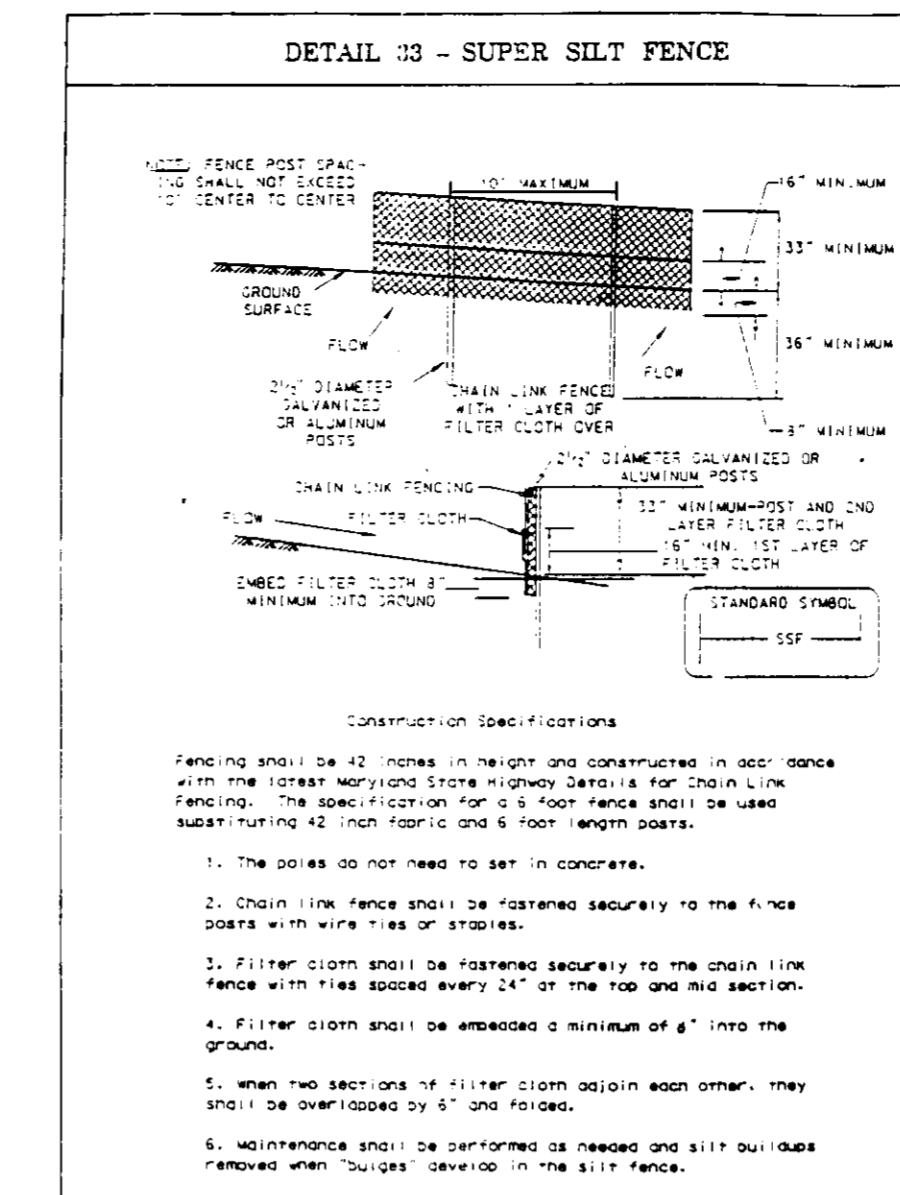 DETAIL 33 - SUPER SILT FENCE
NOTE: FENCE POST SPAC-
ING SHALL NOT EXCEED
10' CENTER TO CENTER
10' MAXIMUM
16" MINIMUM
33" MINIMUM
GROUND
SURFACE
FLOW
FLOW
36" MINIMUM
2 1/2" DIAMETER
GALVANIZED
OR ALUMINUM
POSTS
CHAIN LINK FENCE
WITH 1 LAYER OF
FILTER CLOTH OVER
8" MINIMUM
2 1/2" DIAMETER GALVANIZED OR
ALUMINUM POSTS
CHAIN LINK FENCING
FLOW
FILTER CLOTH
33" MINIMUM-POST AND 2ND
LAYER FILTER CLOTH
16" MIN. 1ST LAYER OF
FILTER CLOTH
EMBED FILTER CLOTH 8"
MINIMUM INTO GROUND
STANDARD SYMBOL
SSF
Construction Specifications
Fencing shall be 42 inches in height and constructed in accordance
with the latest Maryland State Highway Details for Chain Link
Fencing. The specification for a 6 foot fence shall be used
substituting 42 inch fabric and 6 foot length posts.
1. The poles do not need to set in concrete.
2. Chain link fence shall be fastened securely to the fence
posts with wire ties or staples.
3. Filter cloth shall be fastened securely to the chain link
fence with ties spaced every 24" at the top and mid section.
4. Filter cloth shall be embedded a minimum of 8" into the
ground.
5. When two sections of filter cloth adjoin each other, they
shall be overlapped by 6" and folded.
6. Maintenance shall be performed as needed and silt buildups
removed when "bulges" develop in the silt fence.